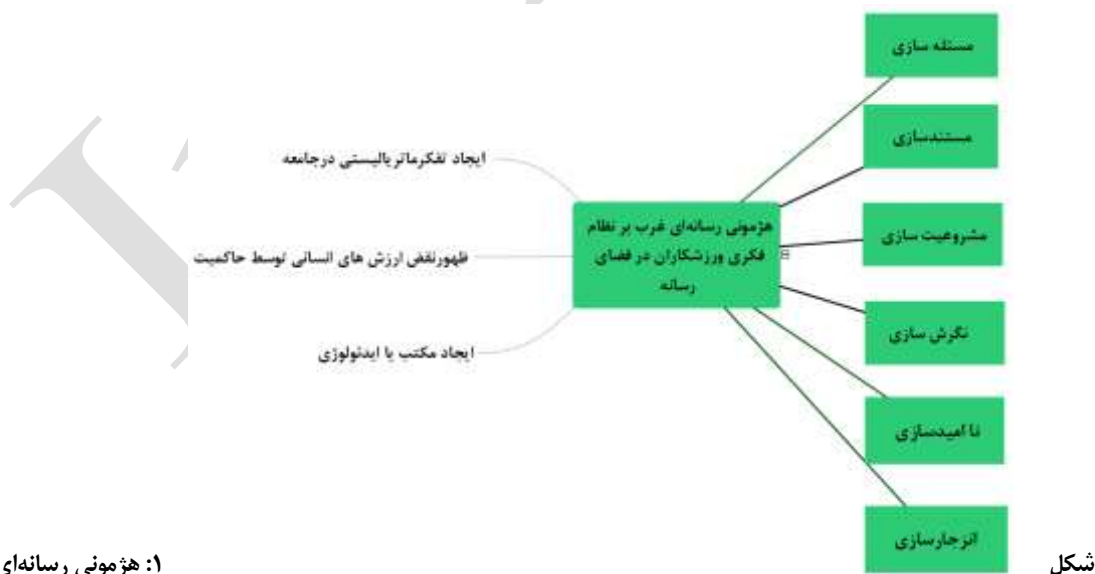 مسئله سازی
مستندسازی
مشروعیت سازی
نگرش سازی
نا امیدسازی
انزجارسازی
هژمونی رسانه‌ای غرب بر نظام
فکری ورزشکاران در فضای
رسانه
ایجاد تفکرماتریالیستی درجامعه
ظهورنقض ارزش های انسانی توسط حاکمیت
ایجاد مکتب یا ایدئولوژی
شکل ۱: هژمونی رسانه‌ای